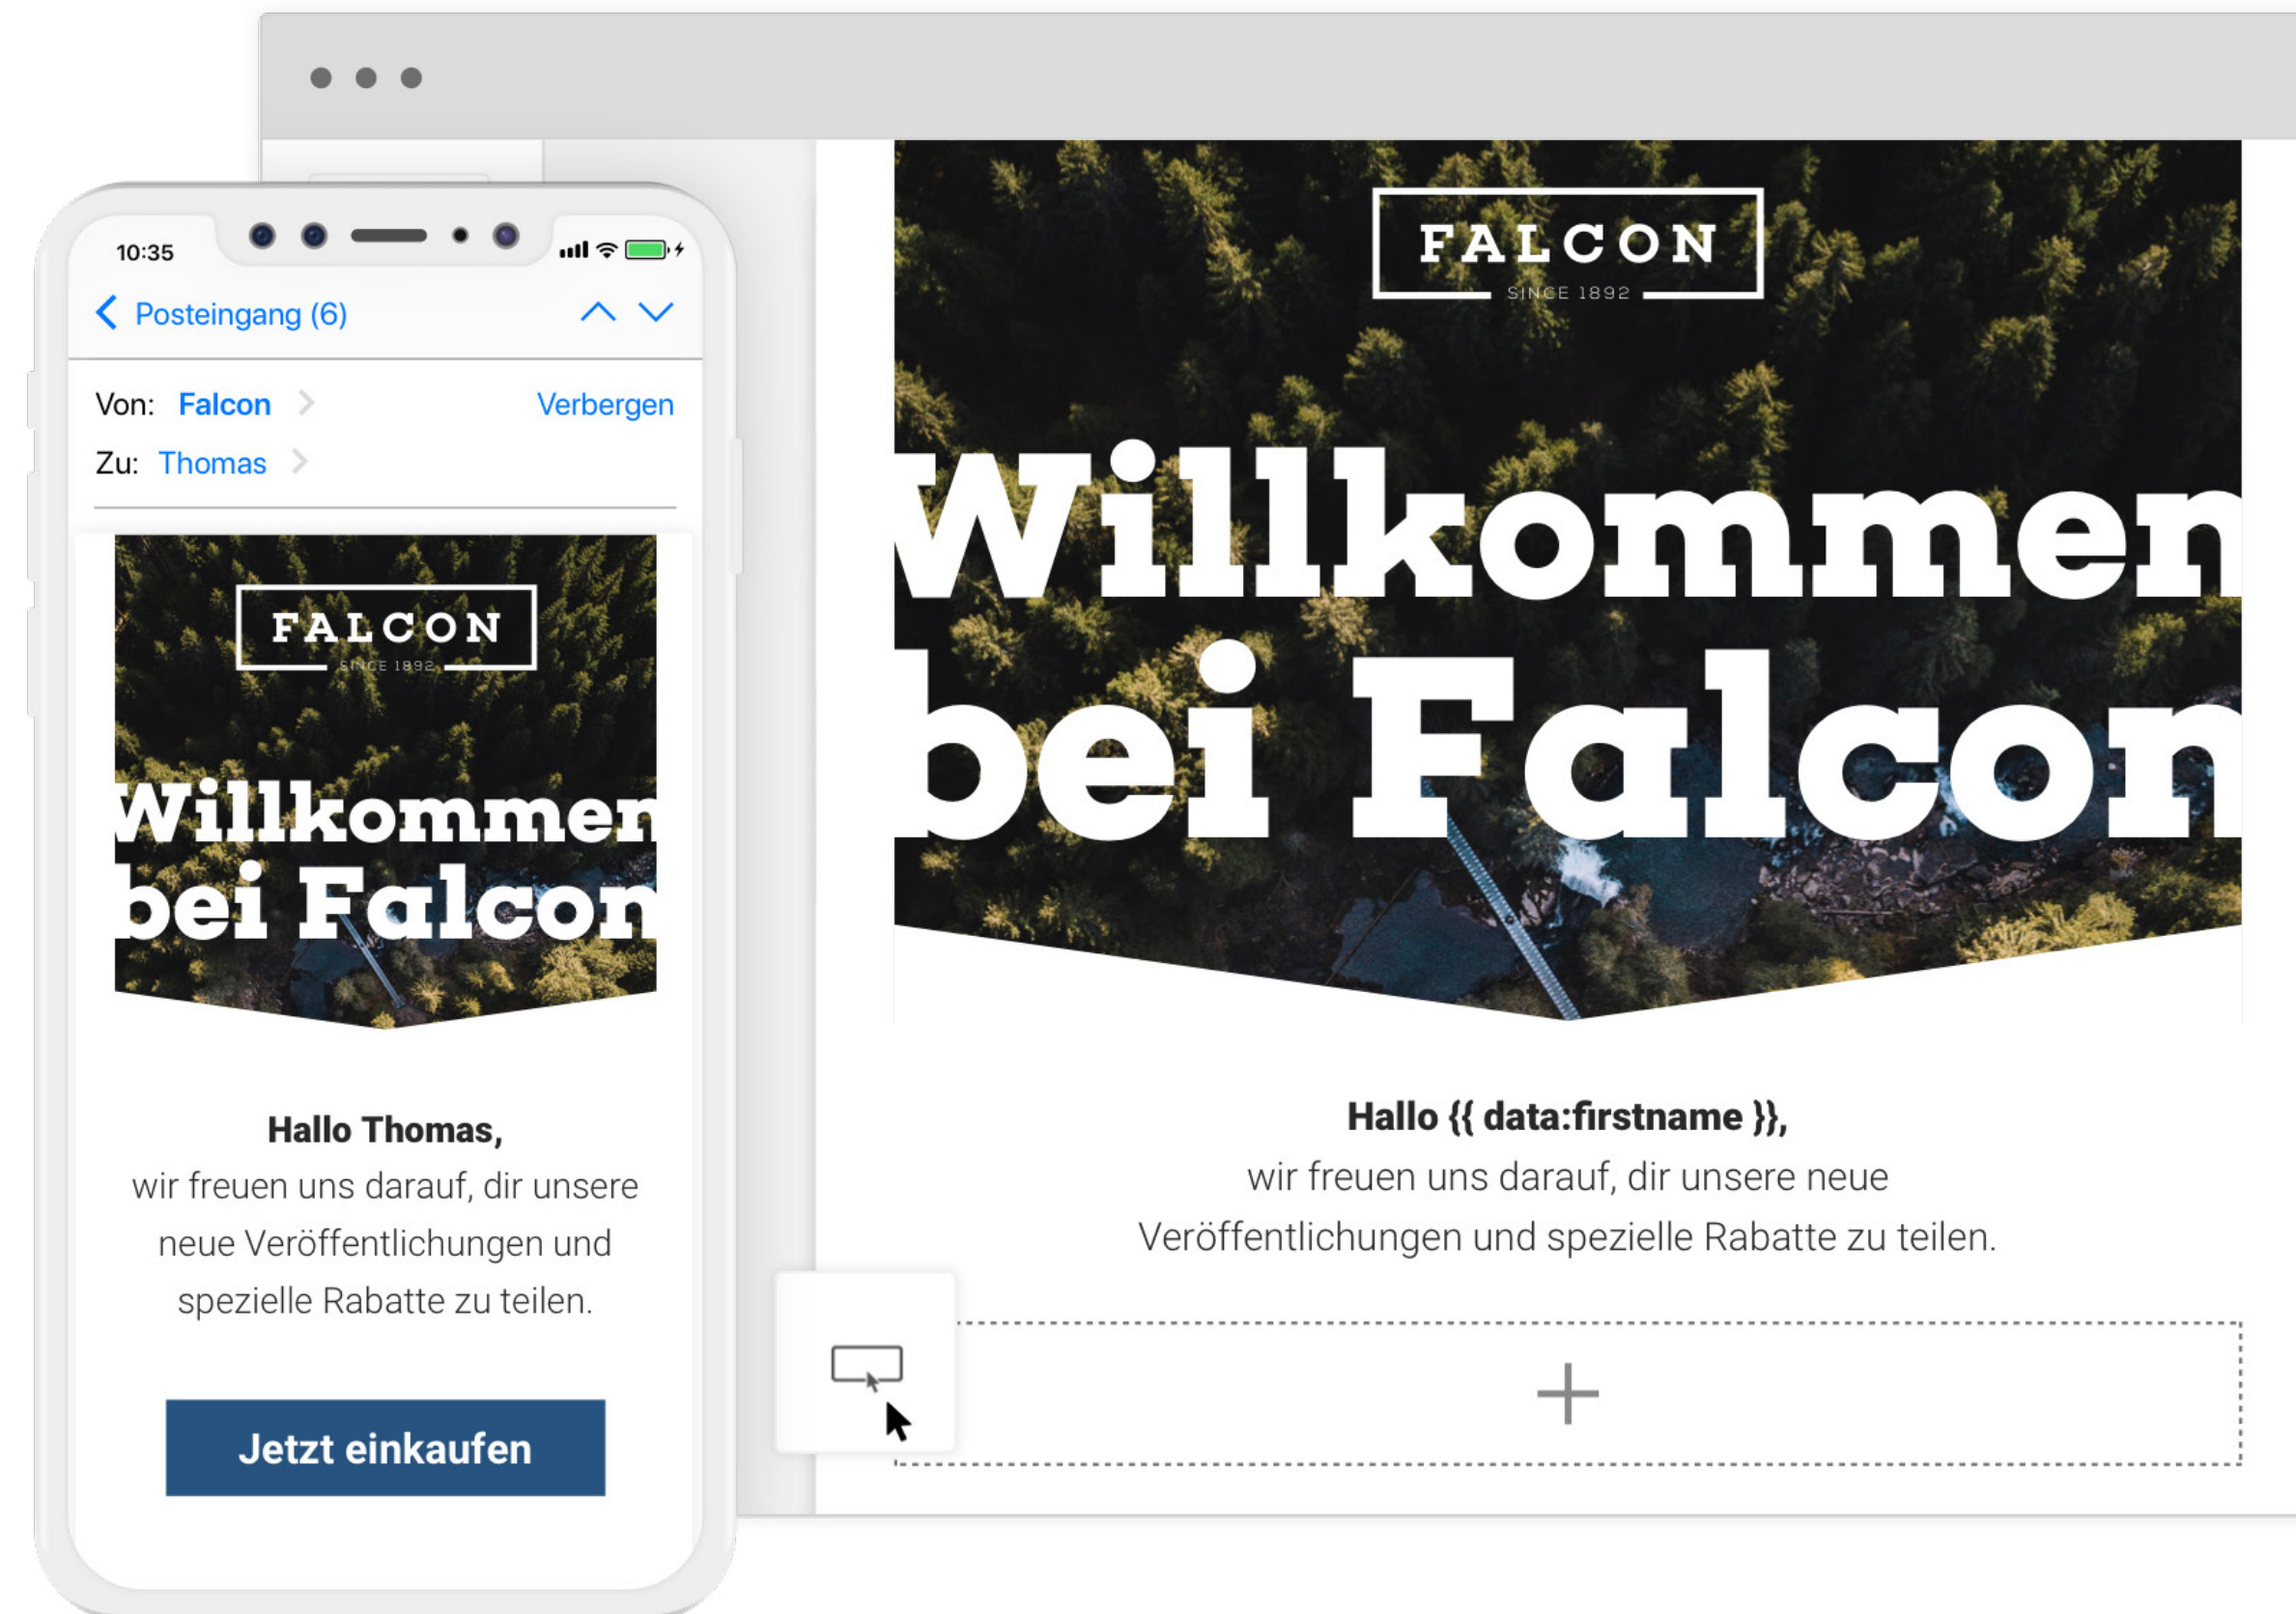 10:35
Posteingang (6)
Von: Falcon
Verbergen
Zu: Thomas
FALCON
SINCE 1892
Willkommen
bei Falcon
Hallo Thomas,
wir freuen uns darauf, dir unsere
neue Veröffentlichungen und
spezielle Rabatte zu teilen.
Jetzt einkaufen
FALCON
SINCE 1892
Willkommen
bei Falcon
Hallo {{ data:firstname }},
wir freuen uns darauf, dir unsere neue
Veröffentlichungen und spezielle Rabatte zu teilen.